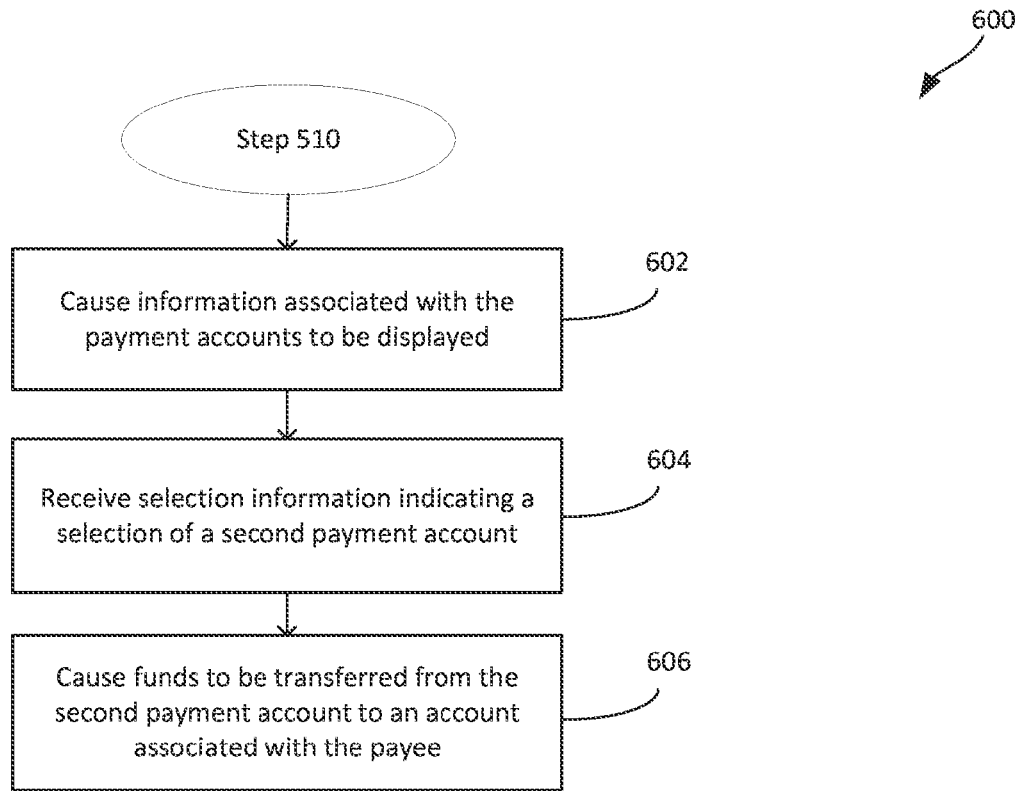 600
Step 510
602
Cause information associated with the
payment accounts to be displayed
604
Receive selection information indicating a
selection of a second payment account
606
Cause funds to be transferred from the
second payment account to an account
associated with the payee